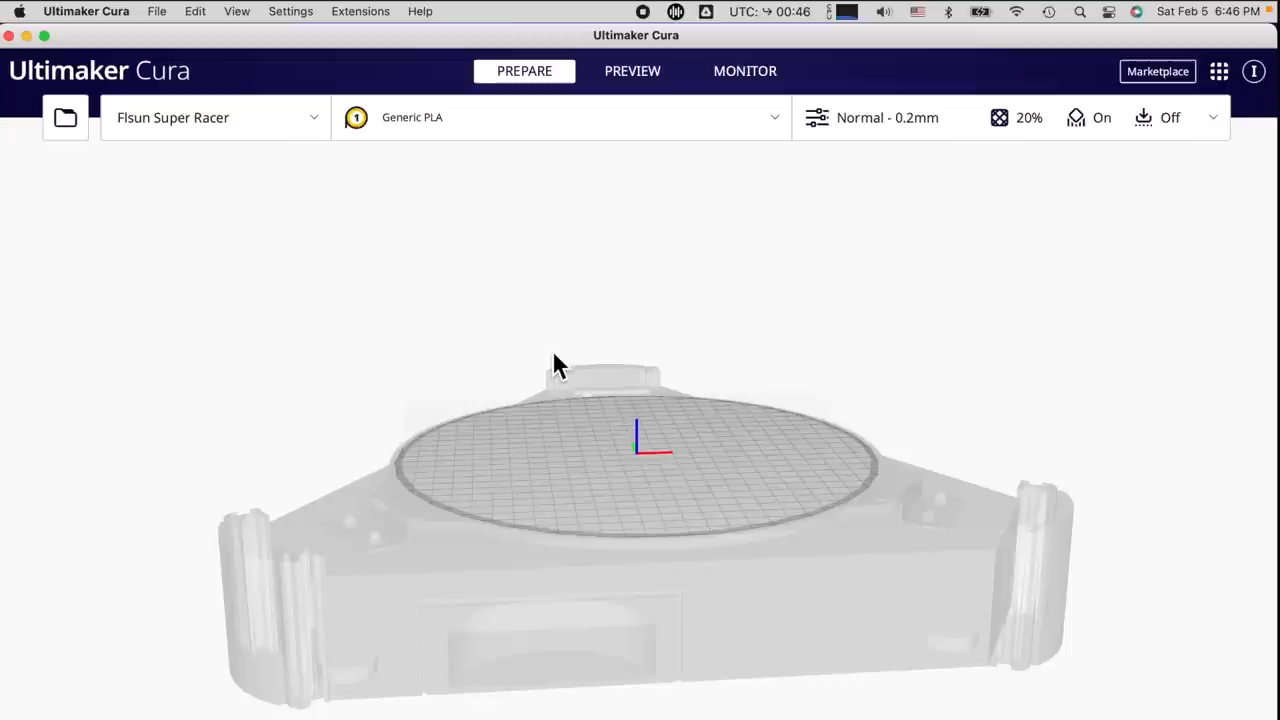 Ultimaker Cura File Edit View Settings Extensions Help UTC: ↪ 00:46 Sat Feb 5 6:46 PM
Ultimaker Cura
Ultimaker Cura PREPARE PREVIEW MONITOR Marketplace I
Flsun Super Racer 1 Generic PLA Normal - 0.2mm 20% On Off